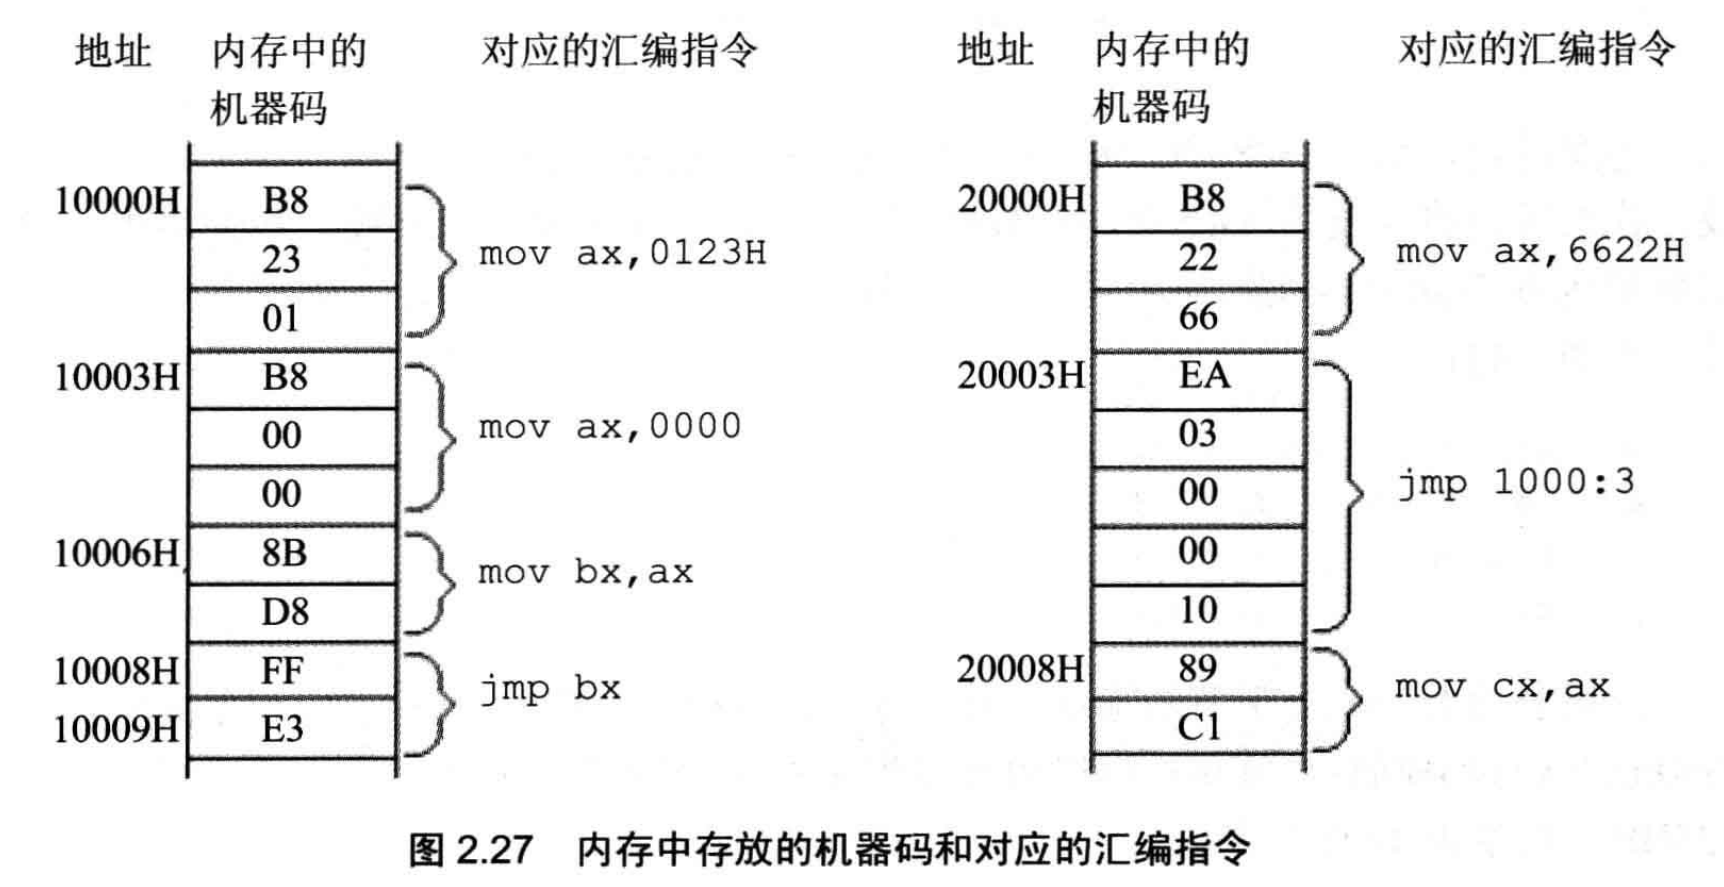 地址 内存中的 对应的汇编指令 地址 内存中的 对应的汇编指令
机器码 机器码
10000H B8 20000H B8
23 mov ax,0123H 22 mov ax,6622H
01 66
10003H B8 20003H EA
00 mov ax,0000 03
00 00 jmp 1000:3
10006H 8B 00
D8 mov bx,ax 10
10008H FF 20008H 89
10009H E3 jmp bx C1 mov cx,ax
图 2.27 内存中存放的机器码和对应的汇编指令